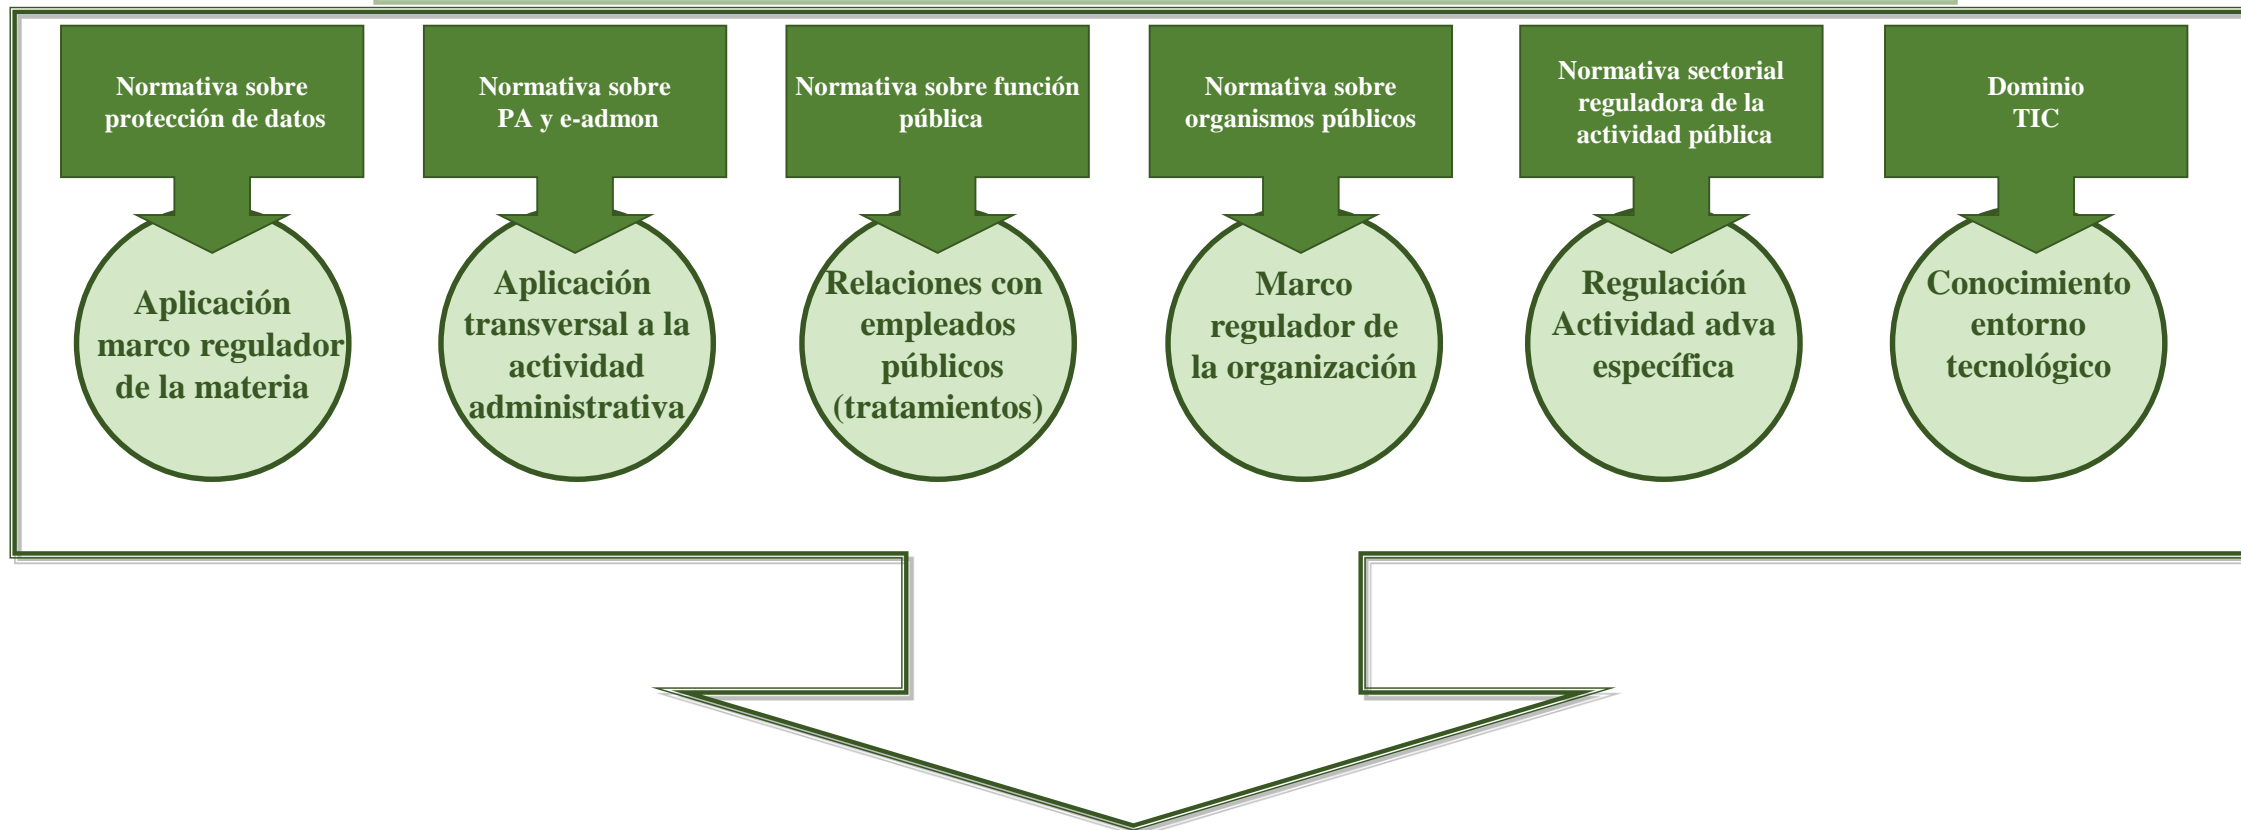 Normativa sobre
protección de datos
Normativa sobre
PA y e-admon
Normativa sobre función
pública
Normativa sobre
organismos públicos
Normativa sectorial
reguladora de la
actividad pública
Dominio
TIC
Aplicación
marco regulador
de la materia
Aplicación
transversal a la
actividad
administrativa
Relaciones con
empleados
públicos
(tratamientos)
Marco
regulador de
la organización
Regulación
Actividad adva
específica
Conocimiento
entorno
tecnológico